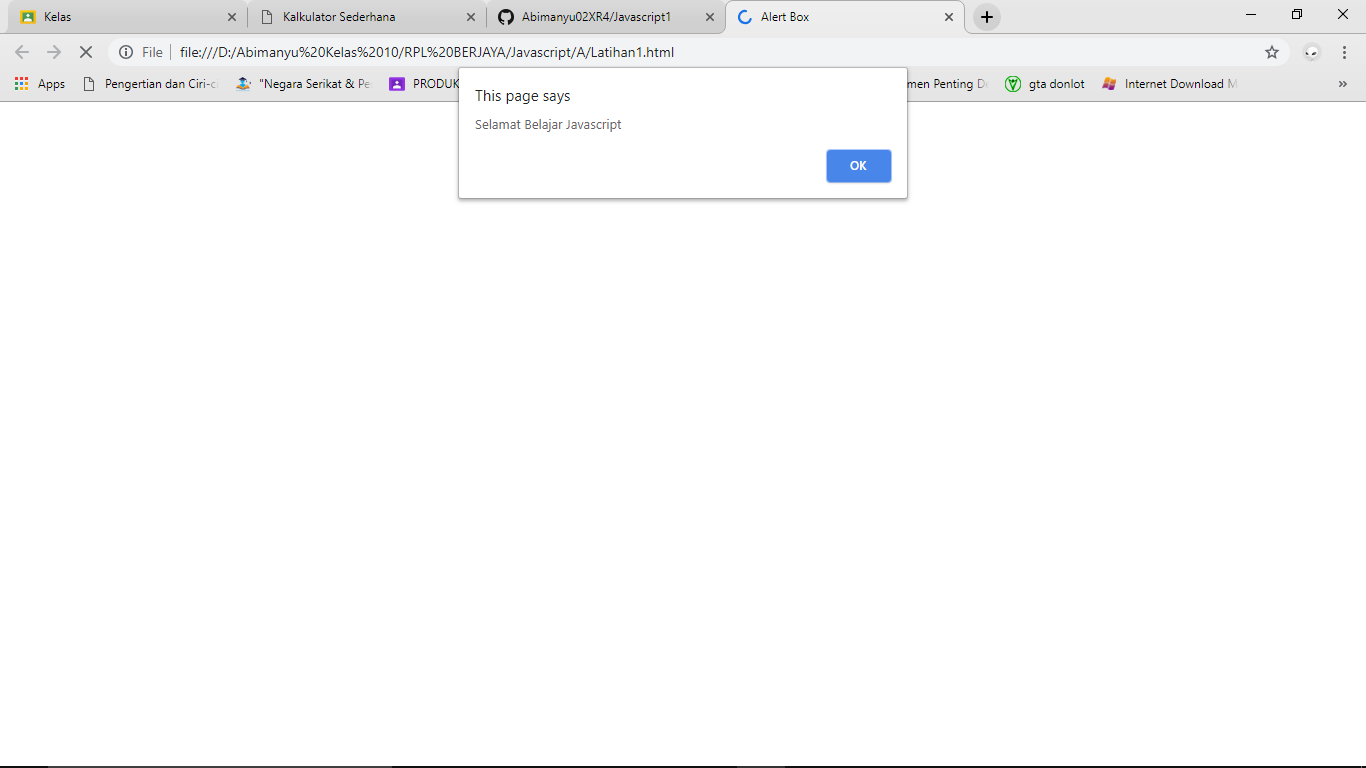 Kelas
Kalkulator Sederhana
Abimanyu02XR4/Javascript1
Alert Box
File
file:///D:/Abimanyu%20Kelas%2010/RPL%20BERJAYA/Javascript/A/Latihan1.html
Apps
Pengertian dan Ciri-c
"Negara Serikat & Pe
PRODUK
men Penting D
gta donlot
Internet Download M
This page says
Selamat Belajar Javascript
OK